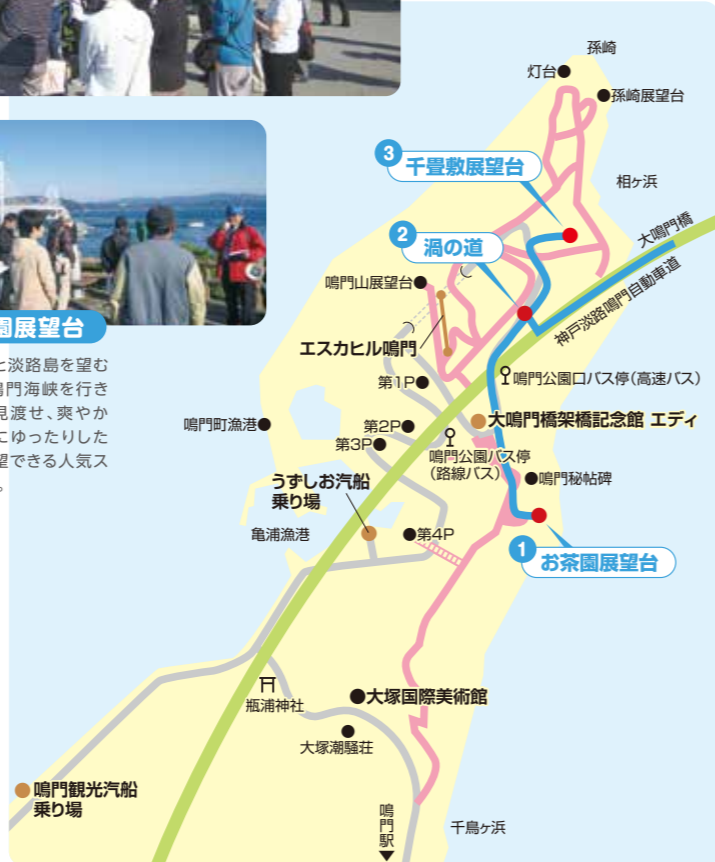 園展望台
と淡路島を望む
鳴門海峡を行き
見渡せ、爽やか
にゆったりした
望できる人気ス
。
孫崎
灯台
孫崎展望台
3 千畳敷展望台
相ヶ浜
大鳴門橋
2 渦の道
神戸淡路鳴門自動車道
鳴門山展望台
エスカヒル鳴門
鳴門公園口バス停(高速バス)
第1P
大鳴門橋架橋記念館 エディ
鳴門町漁港
第2P
第3P
鳴門公園バス停
(路線バス)
鳴門秘帖碑
うずしお汽船
乗り場
亀浦漁港
第4P
1 お茶園展望台
瓶浦神社
大塚国際美術館
大塚潮騒荘
鳴門観光汽船
乗り場
鳴門駅
千鳥ヶ浜